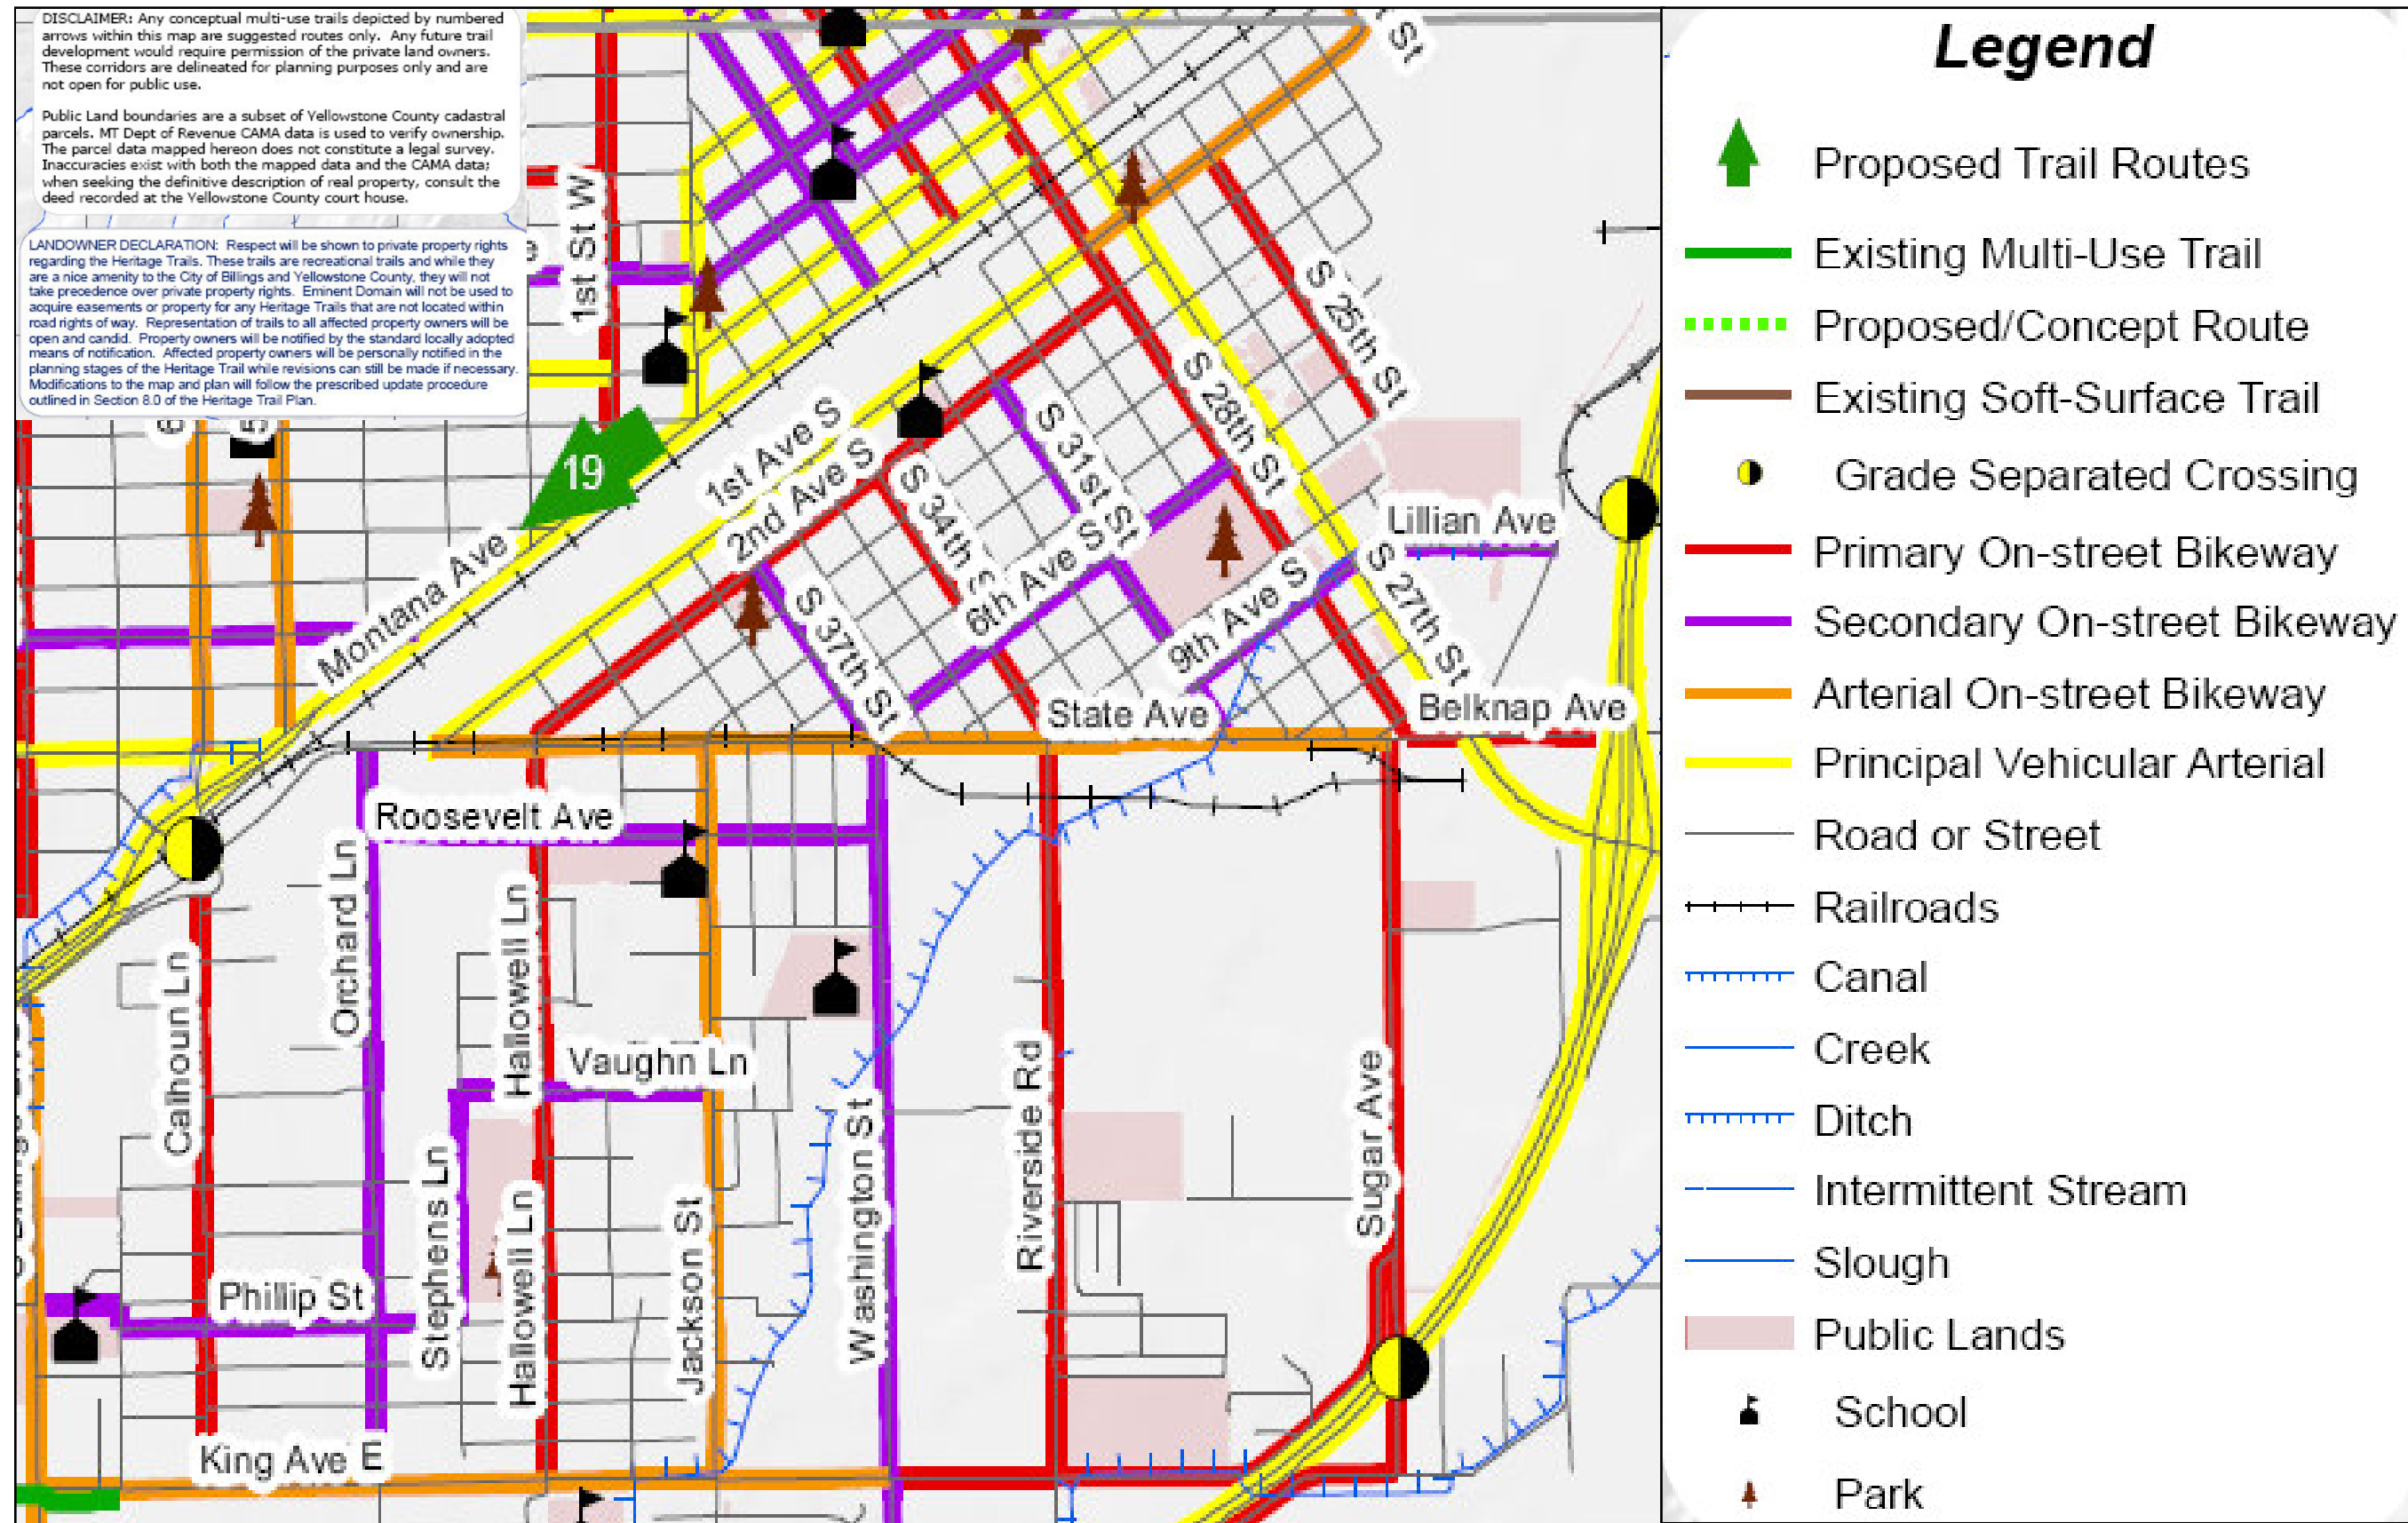 DISCLAIMER: Any conceptual multi-use trails depicted by numbered
arrows within this map are suggested routes only. Any future trail
development would require permission of the private land owners.
These corridors are delineated for planning purposes only and are
not open for public use.
Public Land boundaries are a subset of Yellowstone County cadastral
parcels. MT Dept of Revenue CAMA data is used to verify ownership.
The parcel data mapped hereon does not constitute a legal survey.
Inaccuracies exist with both the mapped data and the CAMA data;
when seeking the definitive description of real property, consult the
deed recorded at the Yellowstone County court house.
LANDOWNER DECLARATION: Respect will be shown to private property rights
regarding the Heritage Trails. These trails are recreational trails and while they
are a nice amenity to the City of Billings and Yellowstone County, they will not
take precedence over private property rights. Eminent Domain will not be used to
acquire easements or property for any Heritage Trails that are not located within
road rights of way. Representation of trails to all affected property owners will be
open and candid. Property owners will be notified by the standard locally adopted
means of notification. Affected property owners will be personally notified in the
planning stages of the Heritage Trail while revisions can still be made if necessary.
Modifications to the map and plan will follow the prescribed update procedure
outlined in Section 8.0 of the Heritage Trail Plan.
St
1st St W
S 25th St
S 28th St
1st Ave S
2nd Ave S
S 31st St
S 34th S
19
Lillian Ave
Montana Ave
6th Ave S
9th Ave S
S 27th St
S 37th St
State Ave
Belknap Ave
Roosevelt Ave
Orchard Ln
Hallowell Ln
Calhoun Ln
Vaughn Ln
Stephens Ln
Hallowell Ln
Jackson St
Washington St
Riverside Rd
Sugar Ave
Phillip St
King Ave E
Legend
Proposed Trail Routes
Existing Multi-Use Trail
Proposed/Concept Route
Existing Soft-Surface Trail
Grade Separated Crossing
Primary On-street Bikeway
Secondary On-street Bikeway
Arterial On-street Bikeway
Principal Vehicular Arterial
Road or Street
Railroads
Canal
Creek
Ditch
Intermittent Stream
Slough
Public Lands
School
Park